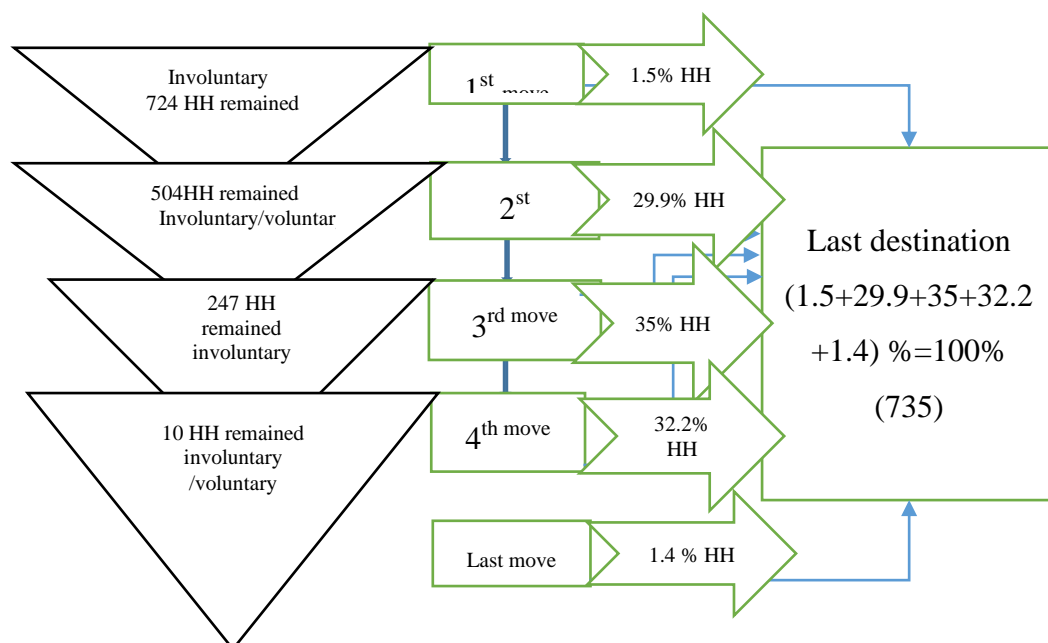 Involuntary
724 HH remained
1st move
1.5% HH
504HH remained
Involuntary/voluntar
2st
29.9% HH
247 HH
remained
involuntary
3rd move
35% HH
10 HH remained
involuntary
/voluntary
4th move
32.2%
HH
Last move
1.4 % HH
Last destination
(1.5+29.9+35+32.2
+1.4) %=100%
(735)